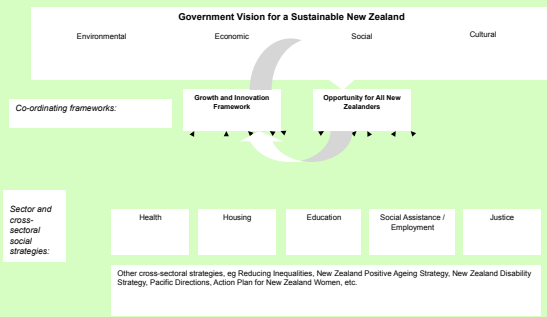 Government Vision for a Sustainable New Zealand
Environmental Economic Social Cultural
Growth and Innovation
Framework
Opportunity for All New
Zealanders
Co-ordinating frameworks:
Sector and
cross-
sectoral
social
strategies:
Health
Housing
Education
Social Assistance /
Employment
Justice
Other cross-sectoral strategies, eg Reducing Inequalities, New Zealand Positive Ageing Strategy, New Zealand Disability
Strategy, Pacific Directions, Action Plan for New Zealand Women, etc.